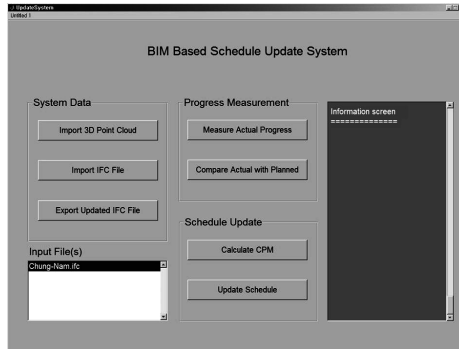 UpdateSystem
Untitled 1
BIM Based Schedule Update System
System Data
Import 3D Point Cloud
Import IFC File
Export Updated IFC File
Input File(s)
Chung-Nam.ifc
Progress Measurement
Measure Actual Progress
Compare Actual with Planned
Schedule Update
Calculate CPM
Update Schedule
Information screen
==============